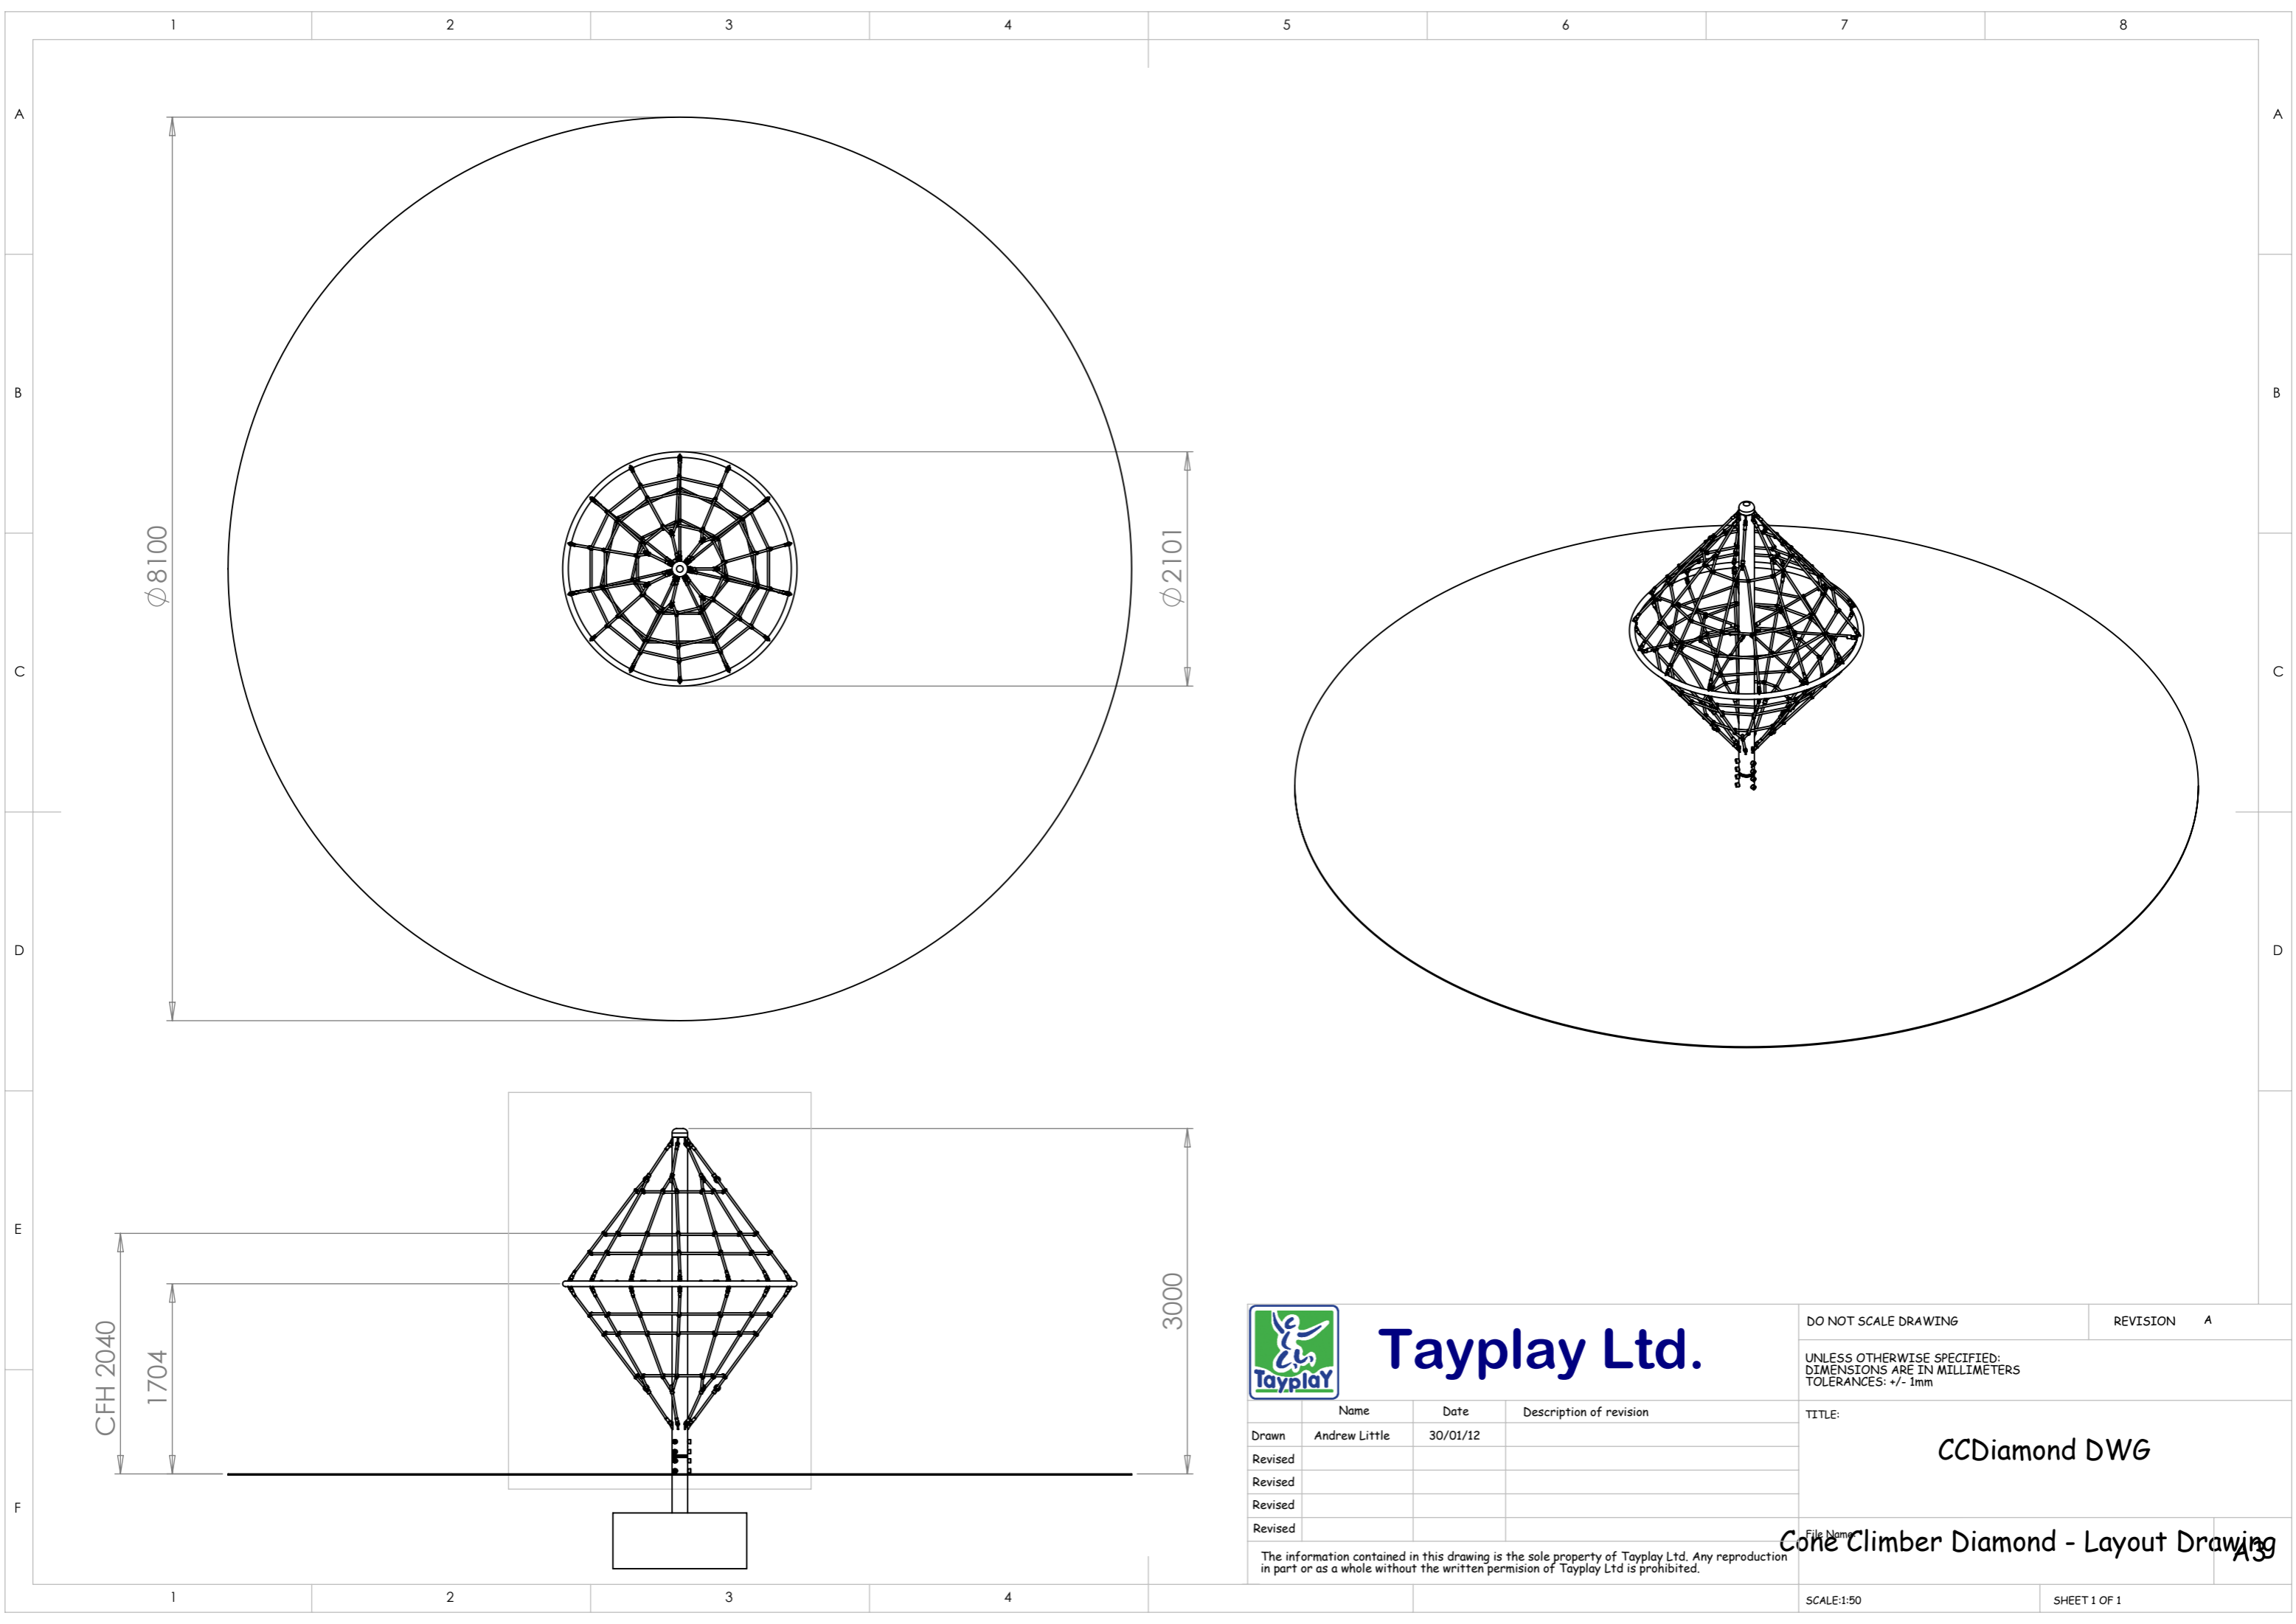 1 2 3 4 5 6 7 8
A A
B B
C C
D D
E
F
⌀8100
⌀2101
CFH 2040
1704
3000
TayplaY
Tayplay Ltd.
DO NOT SCALE DRAWING
REVISION A
UNLESS OTHERWISE SPECIFIED:
DIMENSIONS ARE IN MILLIMETERS
TOLERANCES: +/- 1mm
Name Date Description of revision
Drawn Andrew Little 30/01/12
Revised
Revised
Revised
Revised
TITLE:
CCDiamond DWG
File Name:
Cone Climber Diamond - Layout Drawing
A3
The information contained in this drawing is the sole property of Tayplay Ltd. Any reproduction
in part or as a whole without the written permision of Tayplay Ltd is prohibited.
SCALE:1:50
SHEET 1 OF 1
1 2 3 4